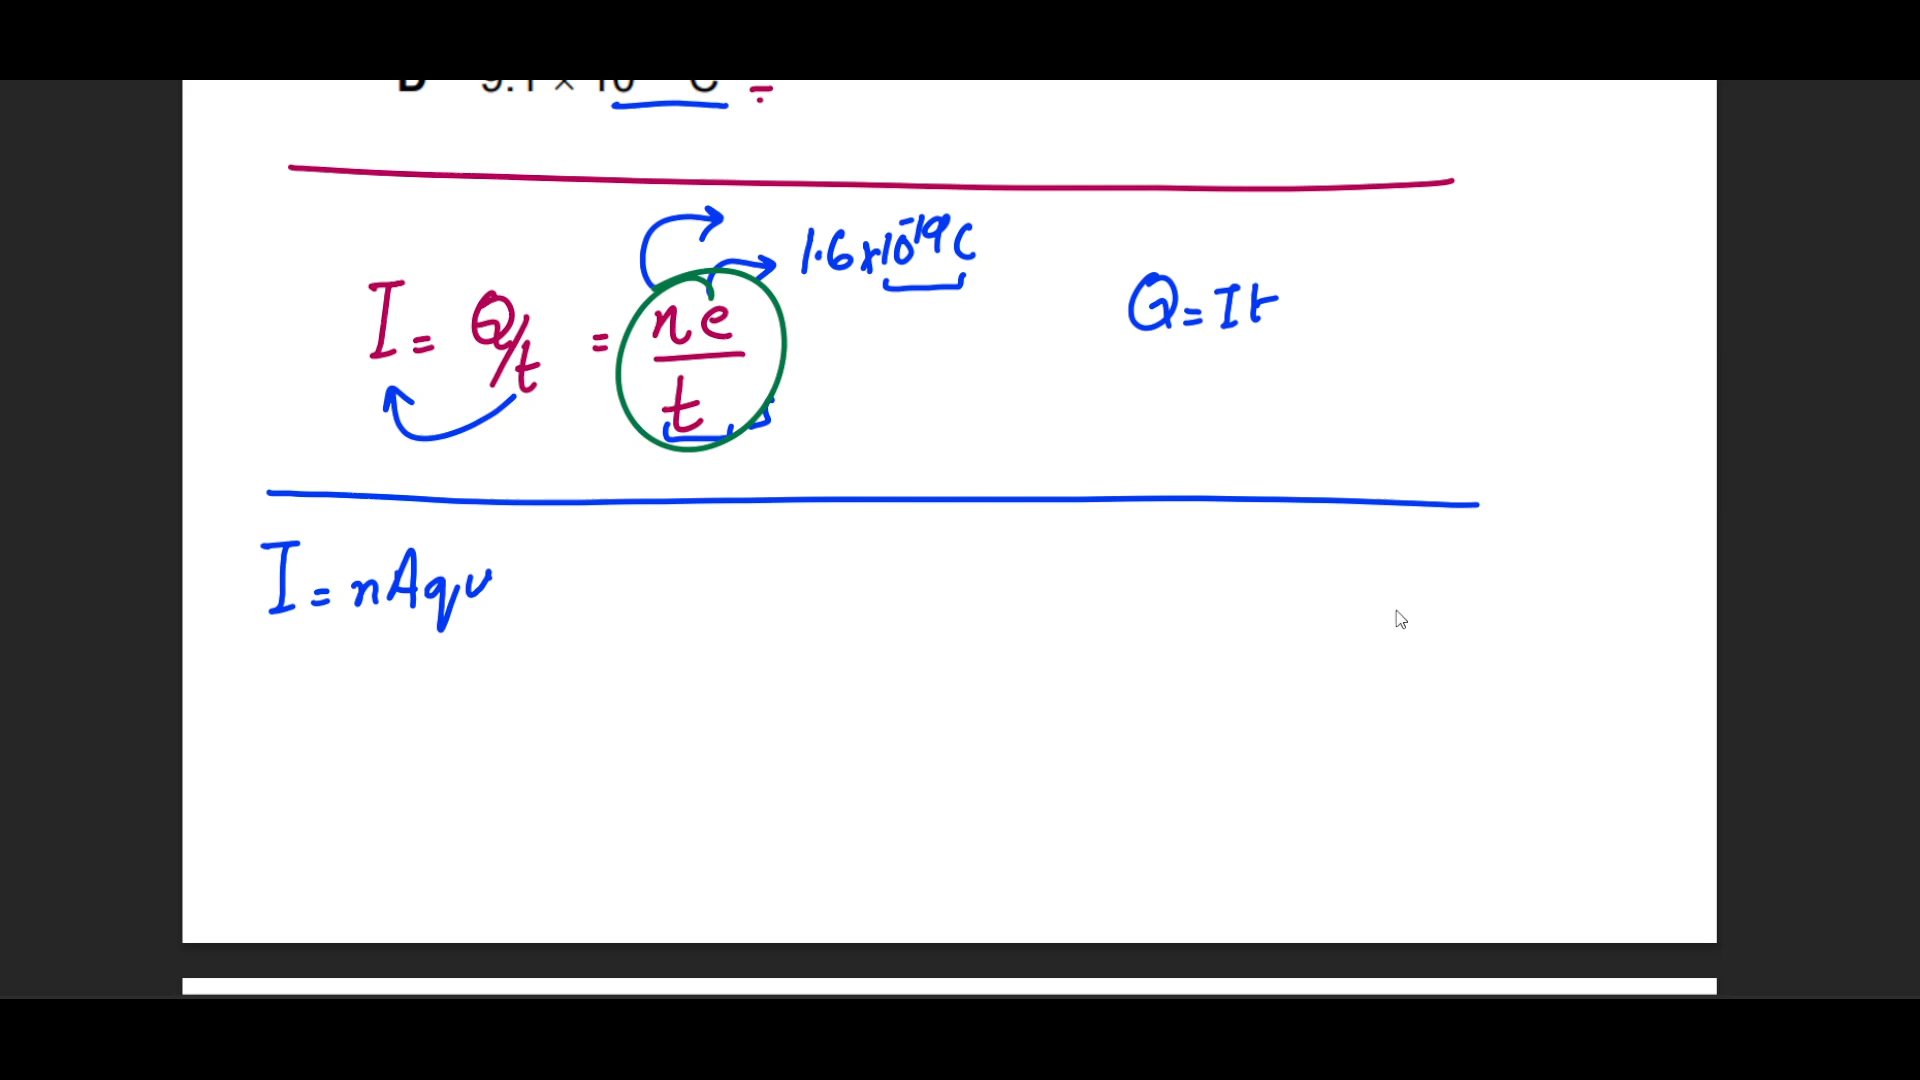 I = Q/t = ne/t 1.6×10⁻¹⁹C Q = It
I = nAqv